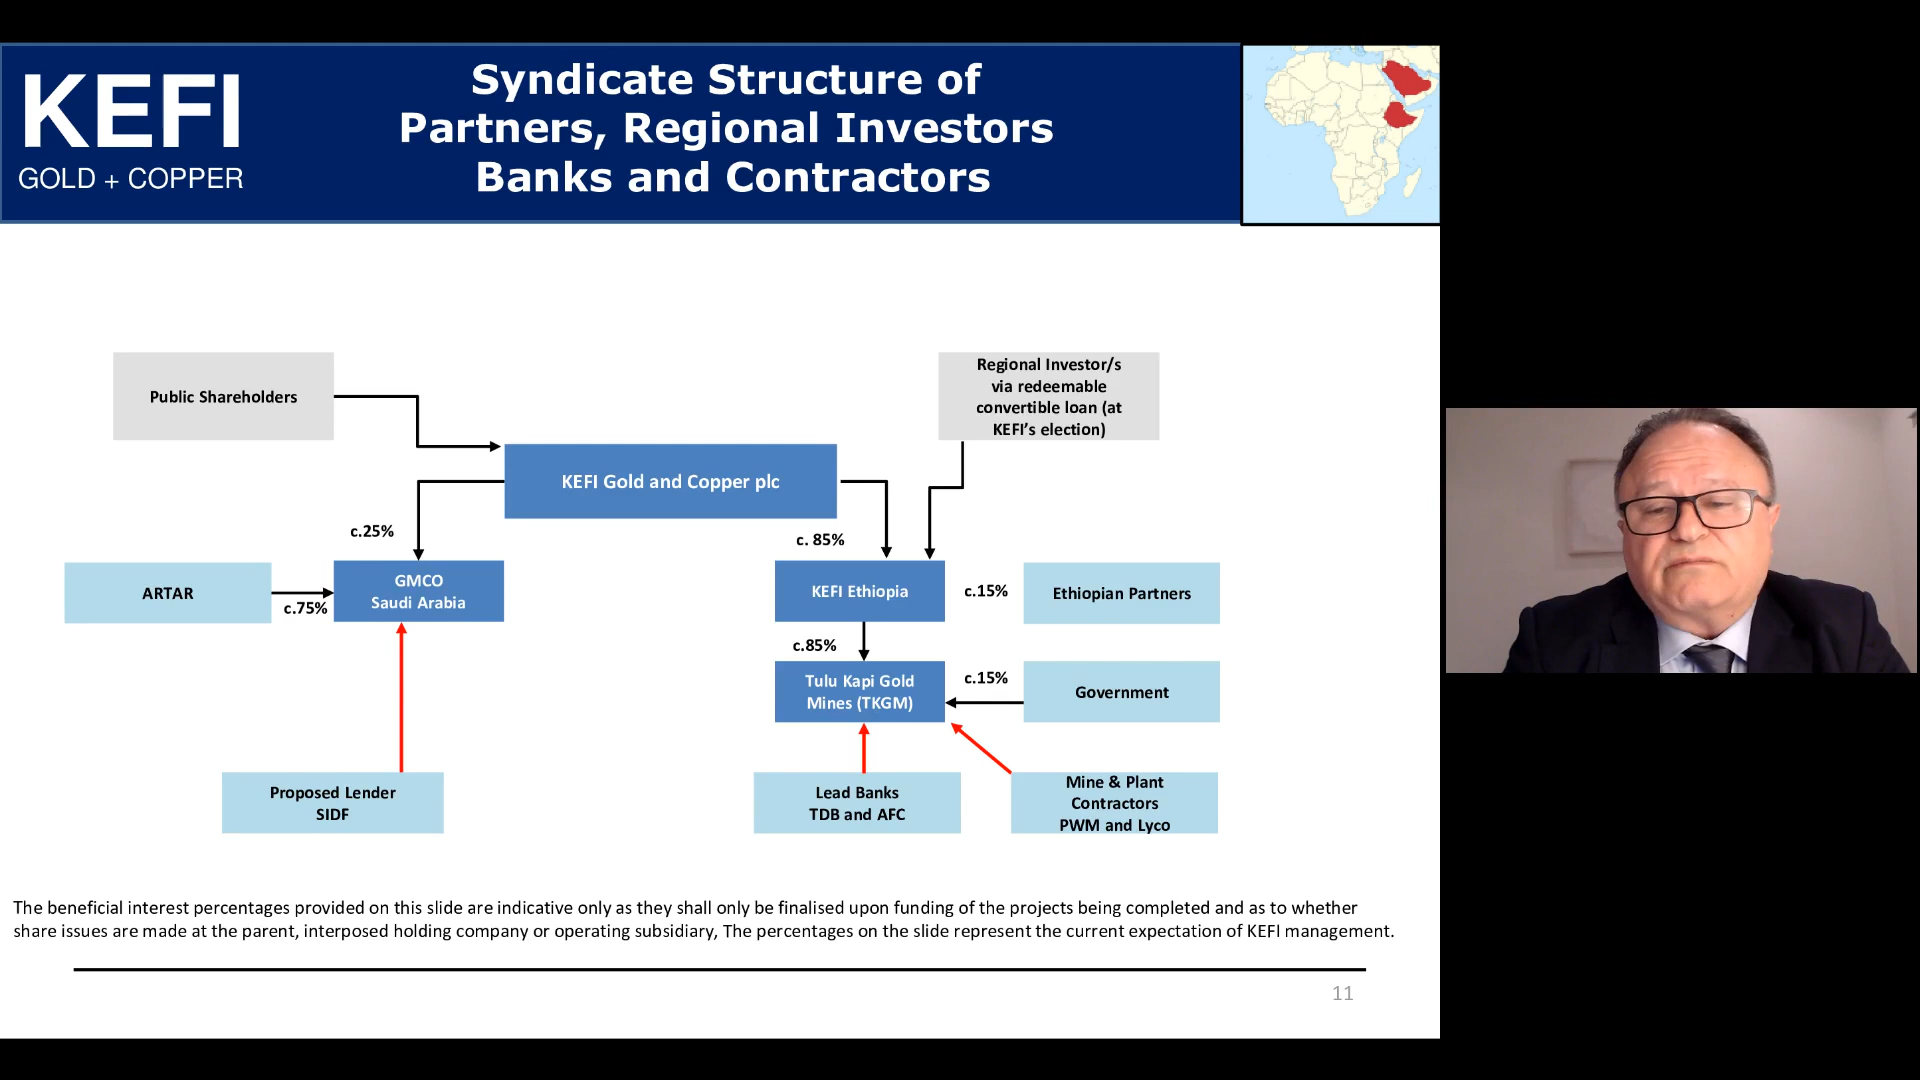 KEFI
GOLD + COPPER
Syndicate Structure of
Partners, Regional Investors
Banks and Contractors
Public Shareholders
Regional Investor/s
via redeemable
convertible loan (at
KEFI's election)
KEFI Gold and Copper plc
c.25%
c. 85%
ARTAR
c.75%
GMCO
Saudi Arabia
KEFI Ethiopia
c.15%
Ethiopian Partners
c.85%
Tulu Kapi Gold
Mines (TKGM)
c.15%
Government
Proposed Lender
SIDF
Lead Banks
TDB and AFC
Mine & Plant
Contractors
PWM and Lyco
The beneficial interest percentages provided on this slide are indicative only as they shall only be finalised upon funding of the projects being completed and as to whether
share issues are made at the parent, interposed holding company or operating subsidiary, The percentages on the slide represent the current expectation of KEFI management.
11